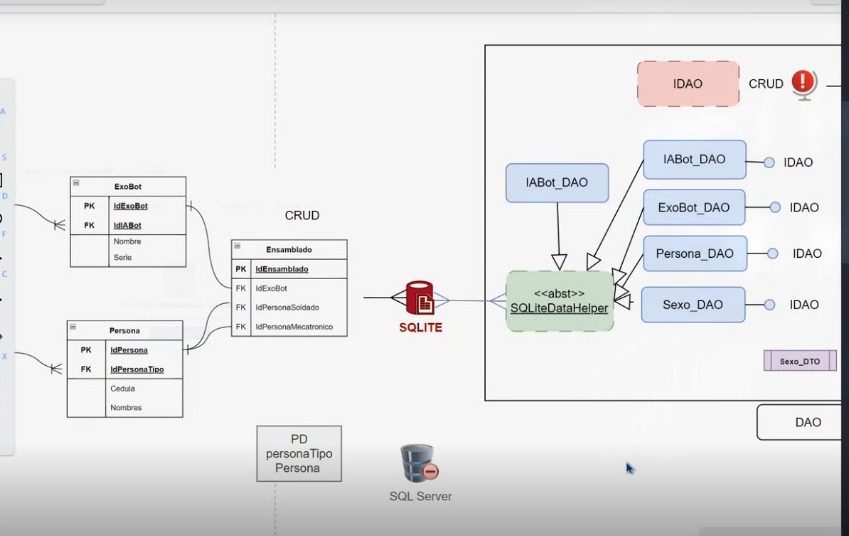 IDAO
CRUD
IABot_DAO
IDAO
IABot_DAO
ExoBot_DAO
IDAO
Persona_DAO
IDAO
<<abst>>
SQLiteDataHelper
Sexo_DAO
IDAO
Sexo_DTO
DAO
ExoBot
PK IdExoBot
FK IdIABot
Nombre
Serie
CRUD
Ensamblado
PK IdEnsamblado
FK IdExoBot
FK IdPersonaSoldado
FK IdPersonaMecatronico
SQLITE
Persona
PK IdPersona
FK IdPersonaTipo
Cedula
Nombres
PD
personaTipo
Persona
SQL Server
A
S
D
F
C
X